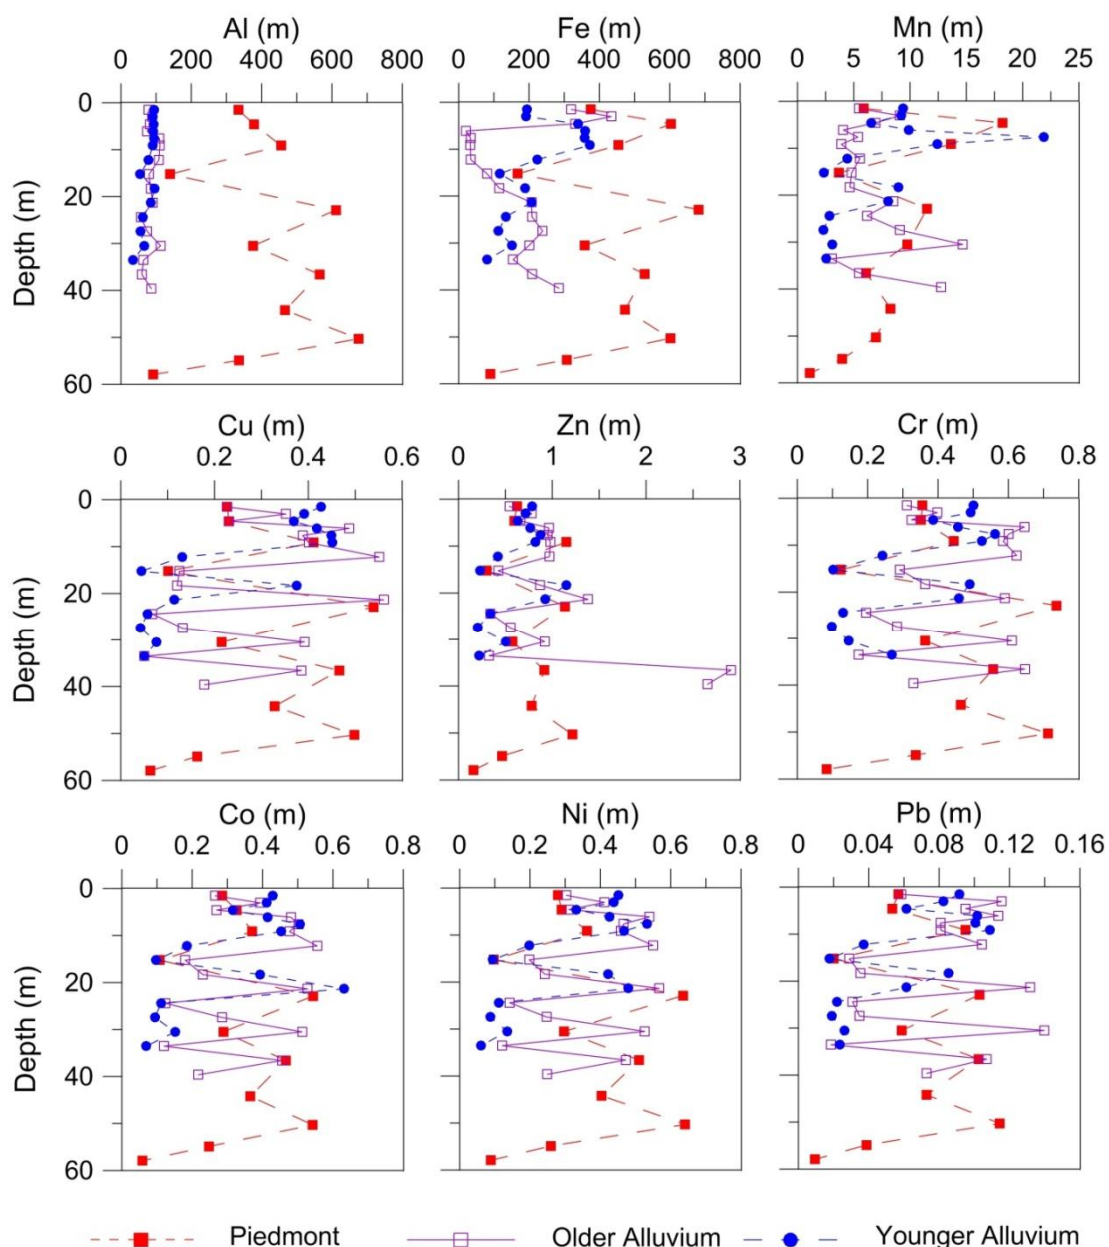 Al (m) Fe (m) Mn (m)
0 200 400 600 800 0 200 400 600 800 0 5 10 15 20 25
0
20
40
60
Depth (m)
Cu (m) Zn (m) Cr (m)
0 0.2 0.4 0.6 0 1 2 3 0 0.2 0.4 0.6 0.8
0
20
40
60
Depth (m)
Co (m) Ni (m) Pb (m)
0 0.2 0.4 0.6 0.8 0 0.2 0.4 0.6 0.8 0 0.04 0.08 0.12 0.16
0
20
40
60
Depth (m)
Piedmont Older Alluvium Younger Alluvium